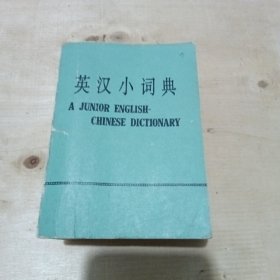 英汉小词典
A JUNIOR ENGLISH-
CHINESE DICTIONARY